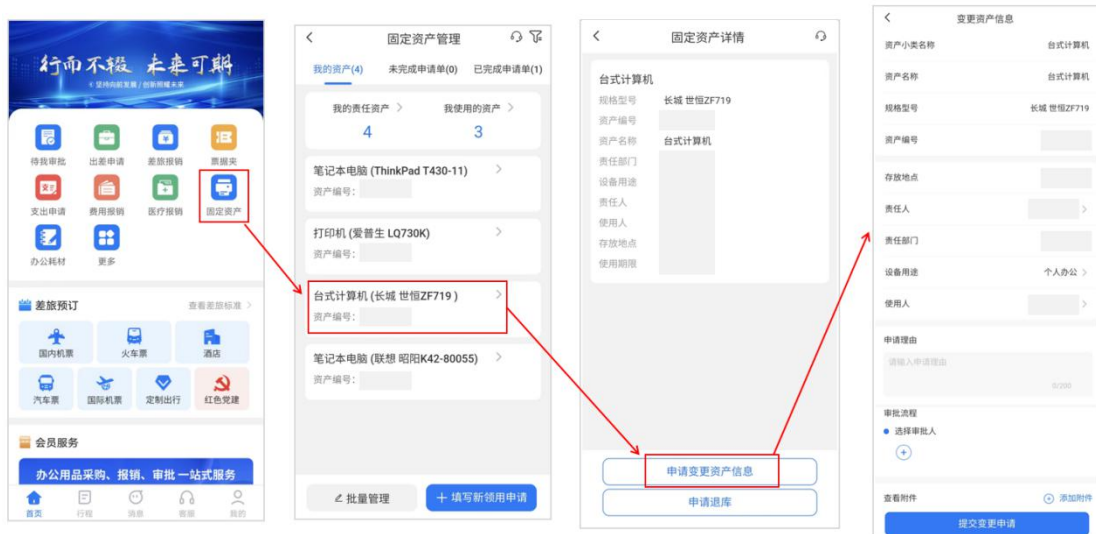 行而不辍 未来可期
坚持向前发展 / 创新照耀未来
待我审批
出差申请
差旅报销
票据夹
支出申请
费用报销
医疗报销
固定资产
办公耗材
更多
差旅预订
查看差旅标准 >
国内机票
火车票
酒店
汽车票
国际机票
定制出行
红色党建
会员服务
办公用品采购、报销、审批一站式服务
首页
行程
消息
客服
我的
固定资产管理
我的资产(4)
未完成申请单(0)
已完成申请单(1)
我的责任资产 >
我使用的资产 >
4
3
笔记本电脑 (ThinkPad T430-11)
资产编号:
打印机 (爱普生 LQ730K)
资产编号:
台式计算机 (长城 世恒ZF719 )
资产编号:
笔记本电脑 (联想 昭阳K42-80055)
资产编号:
批量管理
+ 填写新领用申请
固定资产详情
台式计算机
规格型号 长城 世恒ZF719
资产编号
资产名称 台式计算机
责任部门
设备用途
责任人
使用人
存放地点
使用期限
申请变更资产信息
申请退库
变更资产信息
资产小类名称 台式计算机
资产名称 台式计算机
规格型号 长城 世恒ZF719
资产编号
存放地点
责任人
责任部门
设备用途 个人办公 >
使用人
申请理由
请输入申请理由
0/200
审批流程
选择审批人
查看附件
添加附件
提交变更申请